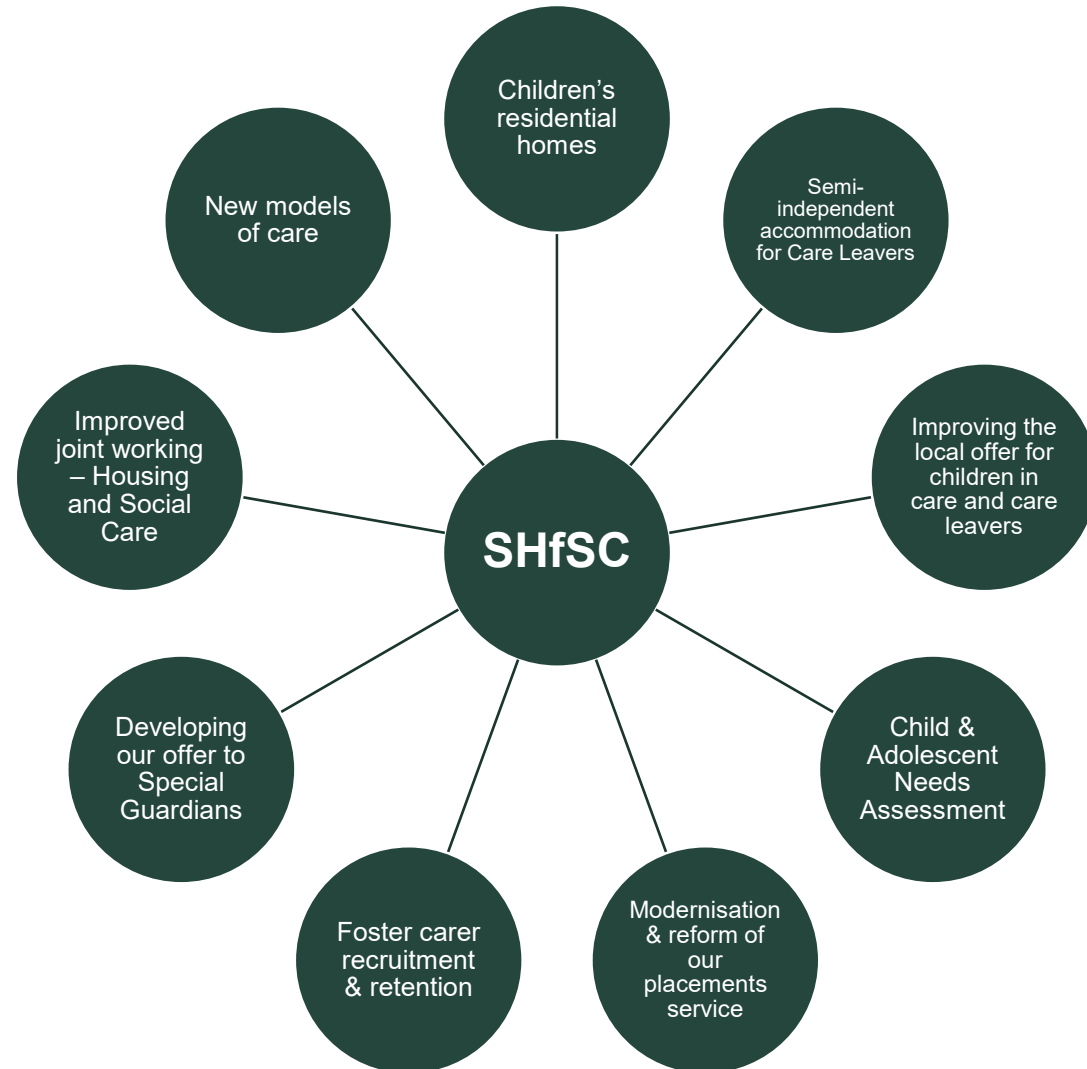 Children's
residential
homes
Semi-
independent
accommodation
for Care Leavers
Improving the
local offer for
children in
care and care
leavers
Child &
Adolescent
Needs
Assessment
Modernisation
& reform of
our
placements
service
Foster carer
recruitment
& retention
Developing
our offer to
Special
Guardians
Improved
joint working
– Housing
and Social
Care
New models
of care
SHfSC